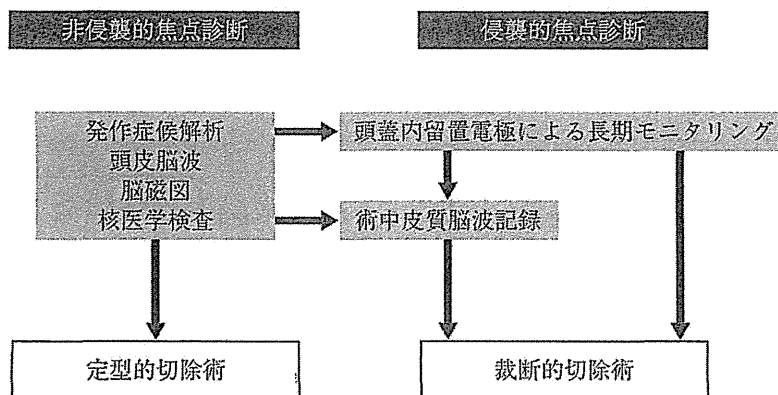 非侵襲的焦点診断
侵襲的焦点診断
発作症候解析
頭皮脳波
脳磁図
核医学検査
頭蓋内留置電極による長期モニタリング
術中皮質脳波記録
定型的切除術
裁断的切除術